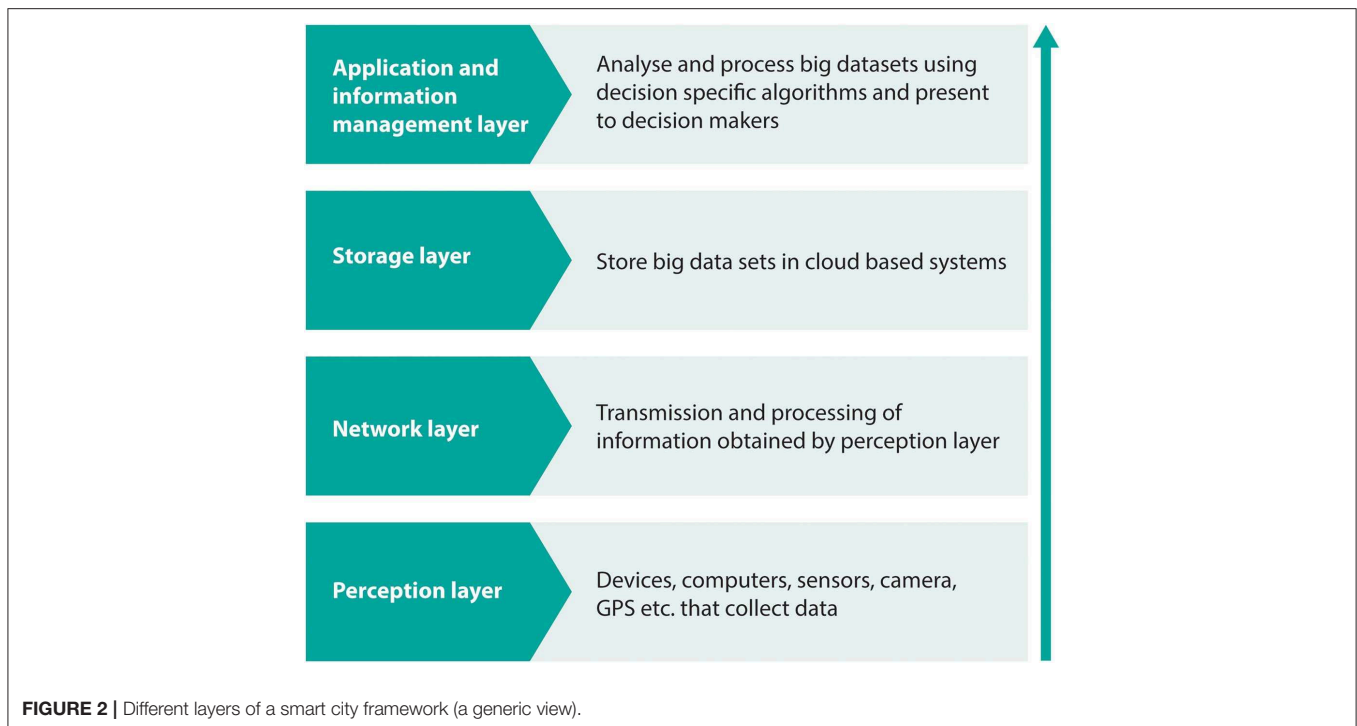 Application and
information
management layer
Analyse and process big datasets using
decision specific algorithms and present
to decision makers
Storage layer
Store big data sets in cloud based systems
Network layer
Transmission and processing of
information obtained by perception layer
Perception layer
Devices, computers, sensors, camera,
GPS etc. that collect data
FIGURE 2 | Different layers of a smart city framework (a generic view).